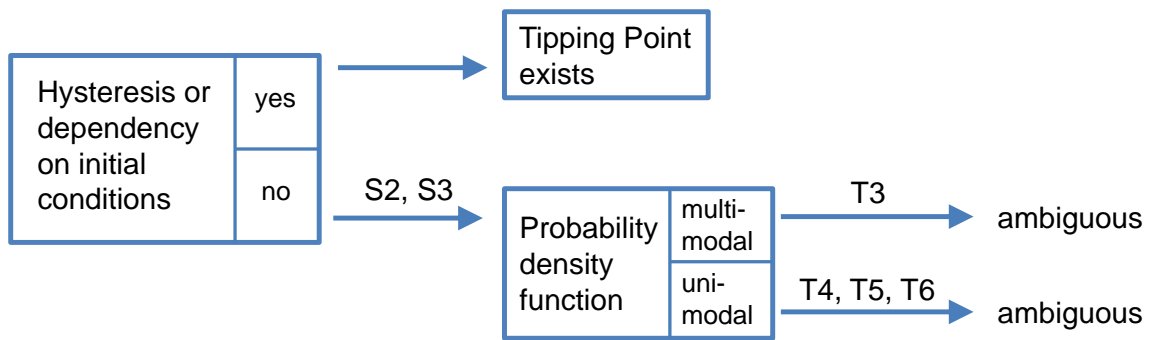 Hysteresis or
dependency
on initial
conditions
yes
no
Tipping Point
exists
S2, S3
Probability
density
function
multi-
modal
uni-
modal
T3
ambiguous
T4, T5, T6
ambiguous